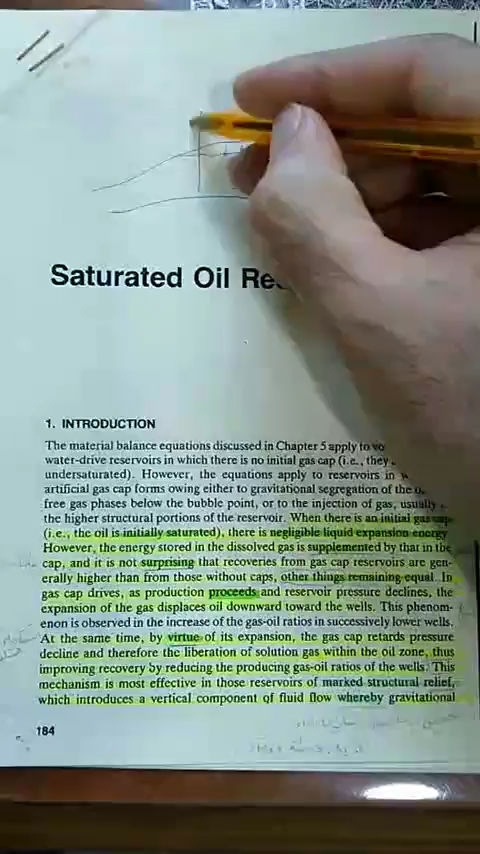 Saturated Oil Re
1. INTRODUCTION
The material balance equations discussed in Chapter 5 apply to vo
water-drive reservoirs in which there is no initial gas cap (i.e., they
undersaturated). However, the equations apply to reservoirs in
artificial gas cap forms owing either to gravitational segregation of the
free gas phases below the bubble point, or to the injection of gas, usually
the higher structural portions of the reservoir. When there is an initial gas cap
(i.e., the oil is initially saturated), there is negligible liquid expansion energy
However, the energy stored in the dissolved gas is supplemented by that in the
cap, and it is not surprising that recoveries from gas cap reservoirs are gen-
erally higher than from those without caps, other things remaining equal. In
gas cap drives, as production proceeds and reservoir pressure declines, the
expansion of the gas displaces oil downward toward the wells. This phenom-
enon is observed in the increase of the gas-oil ratios in successively lower wells.
At the same time, by virtue of its expansion, the gas cap retards pressure
decline and therefore the liberation of solution gas within the oil zone, thus
improving recovery by reducing the producing gas-oil ratios of the wells. This
mechanism is most effective in those reservoirs of marked structural relief,
which introduces a vertical component of fluid flow whereby gravitational
184